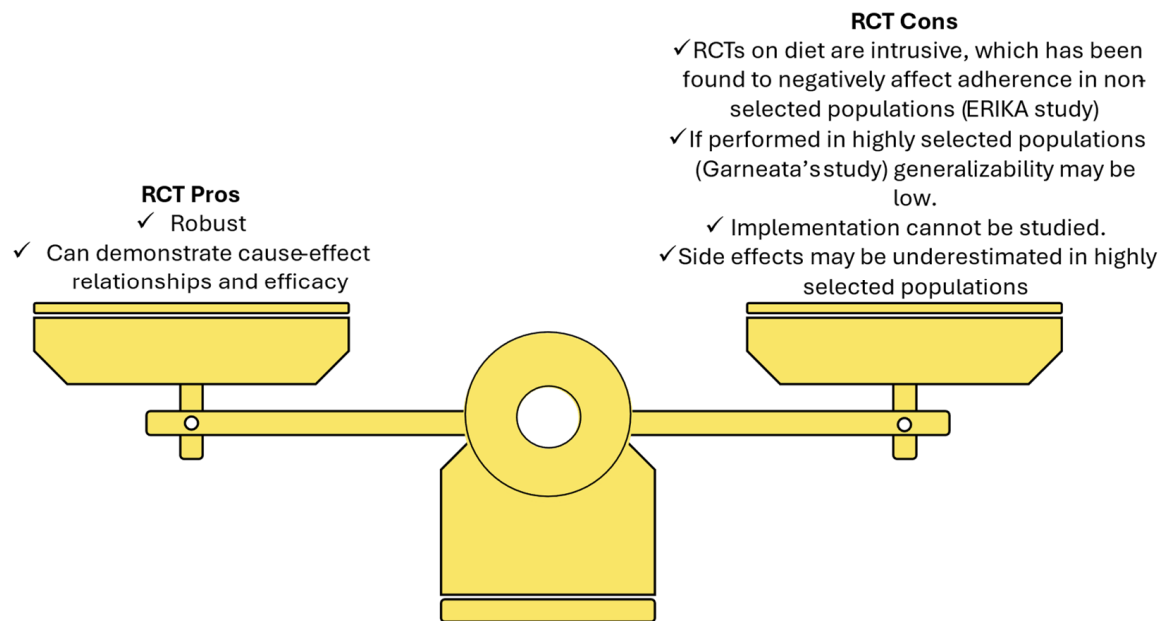 RCT Pros
✓ Robust
✓ Can demonstrate cause-effect
relationships and efficacy
RCT Cons
✓RCTs on diet are intrusive, which has been
found to negatively affect adherence in non-
selected populations (ERIKA study)
✓If performed in highly selected populations
(Garneata's study) generalizability may be
low.
✓ Implementation cannot be studied.
✓Side effects may be underestimated in highly
selected populations